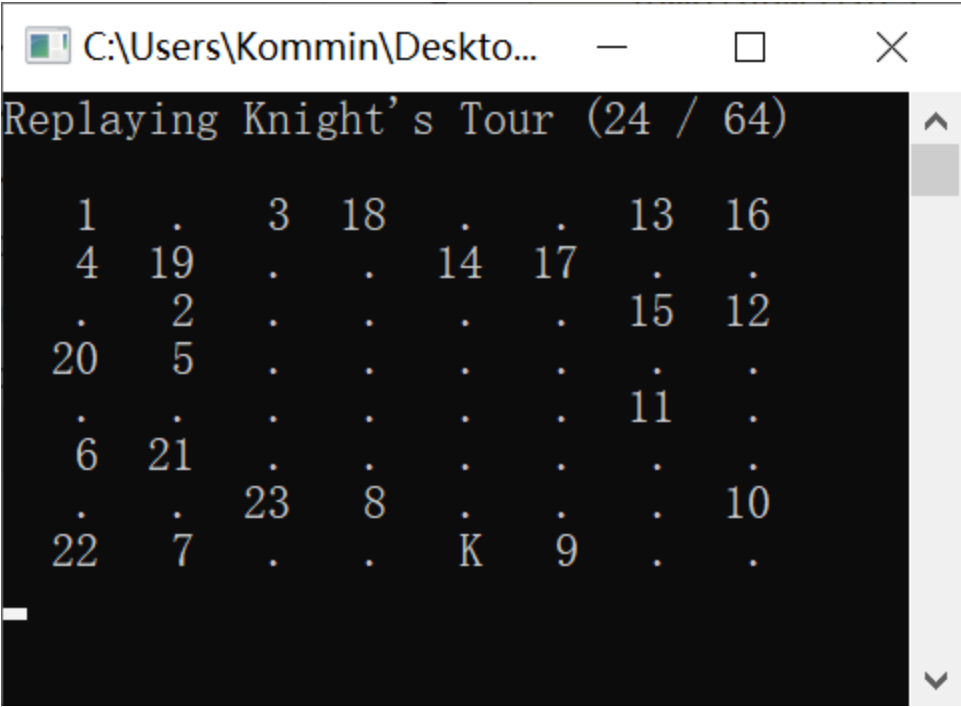 C:\Users\Kommin\Deskto...
Replaying Knight's Tour (24 / 64)
1 . 3 18 . . 13 16
4 19 . . 14 17 . .
. 2 . . . . 15 12
20 5 . . . . . .
. . . . . . 11 .
6 21 . . . . . .
. . 23 8 . . . 10
22 7 . . K 9 . .